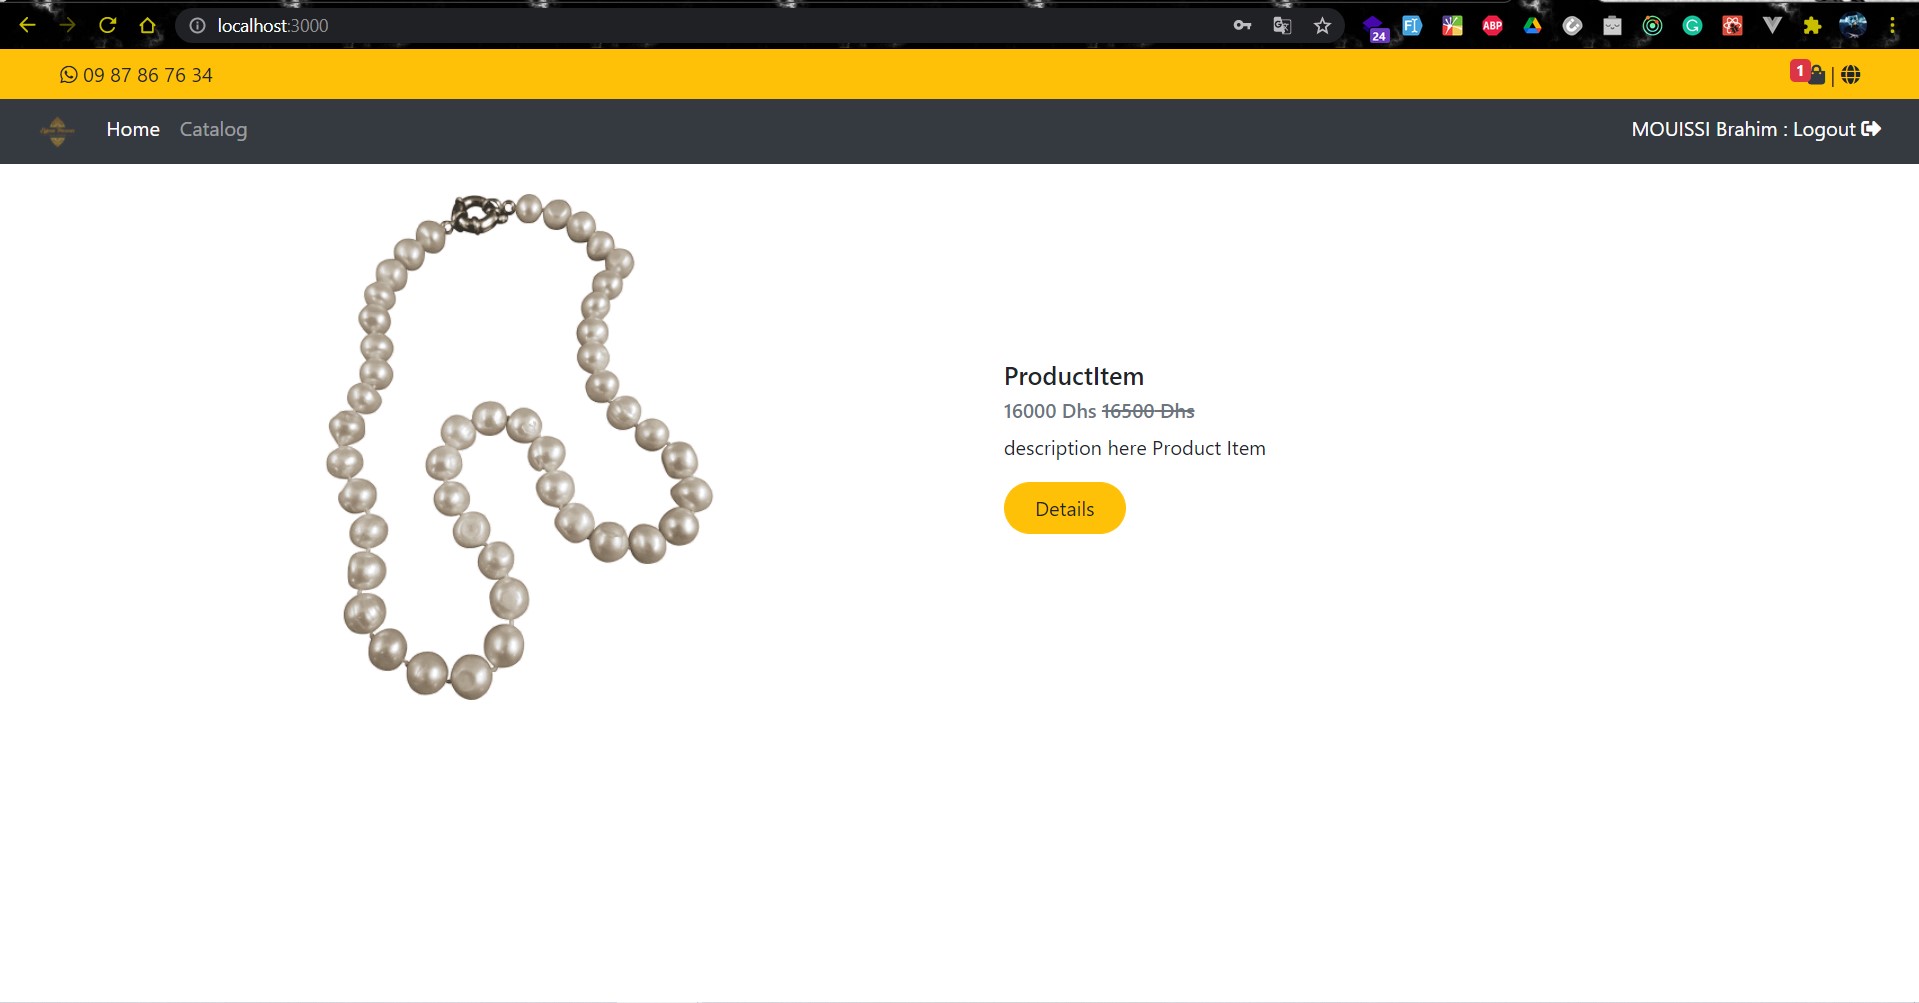 localhost:3000
24
ABP
09 87 86 76 34
1
|
Home Catalog
MOUISSI Brahim : Logout
ProductItem
16000 Dhs 16500 Dhs
description here Product Item
Details